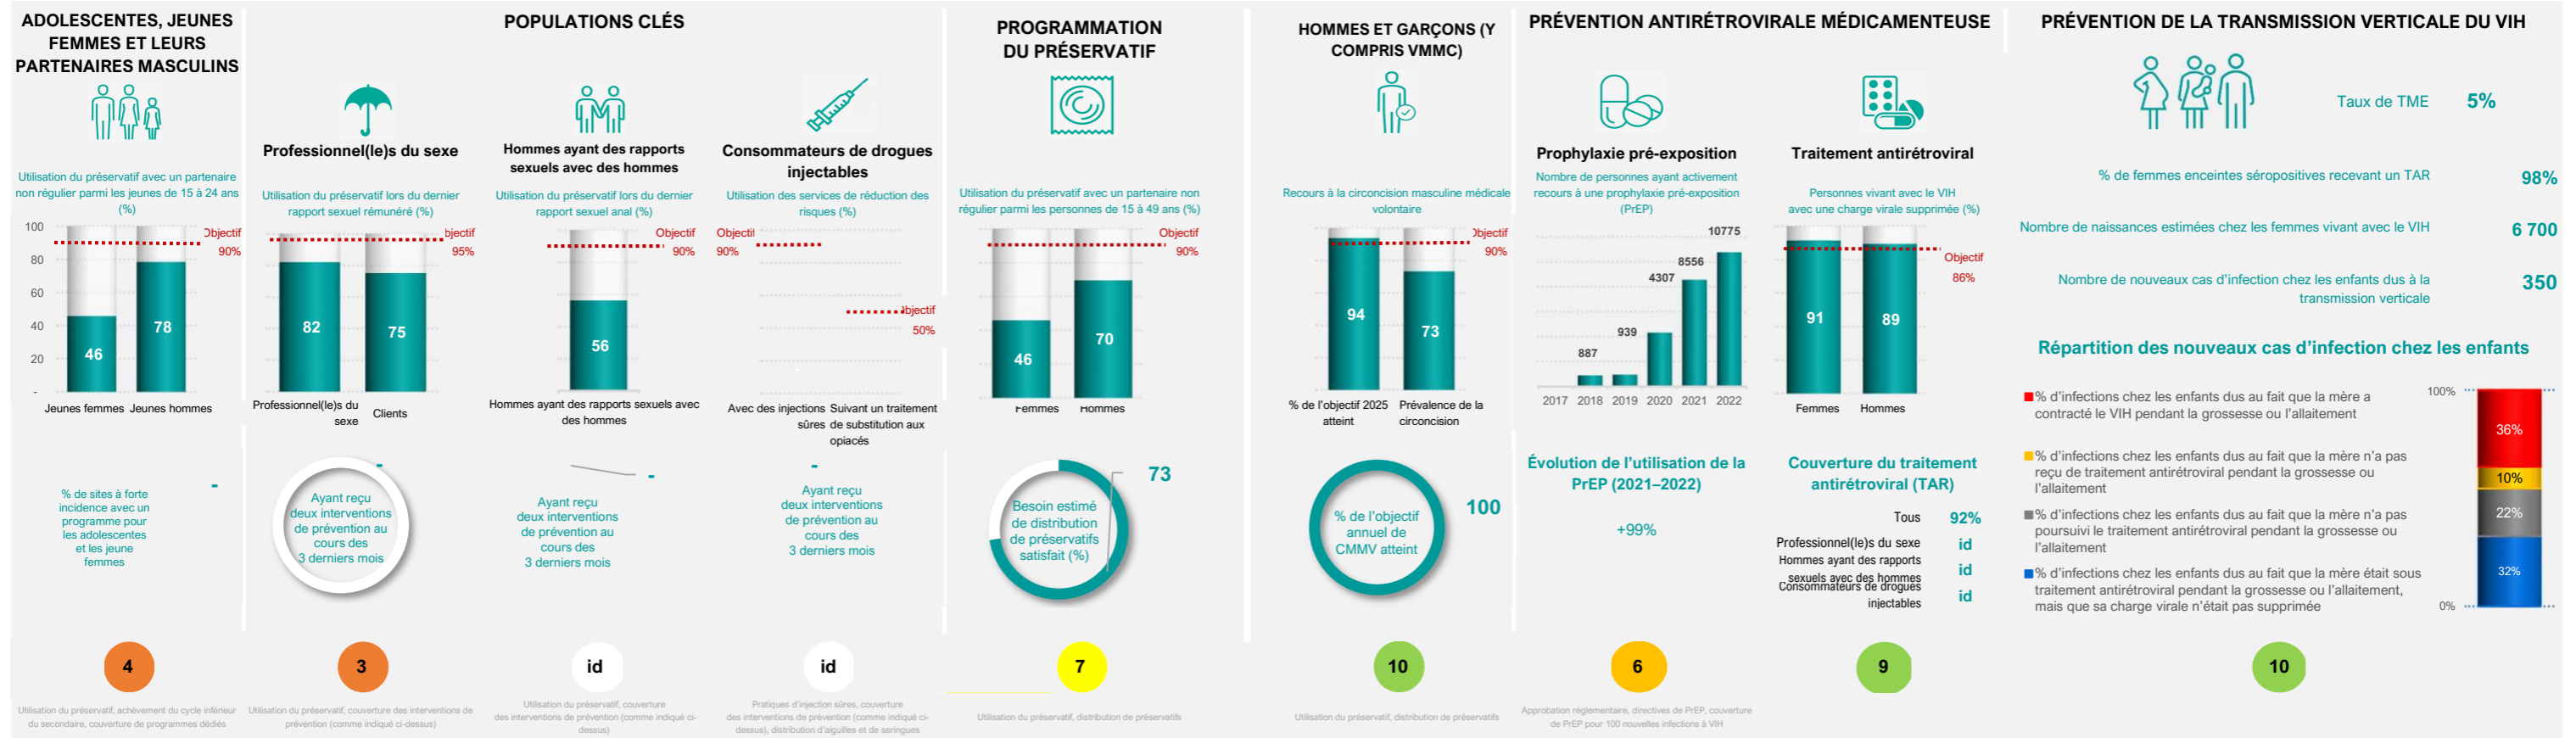 ADOLESCENTES, JEUNES
FEMMES ET LEURS
PARTENAIRES MASCULINS
Utilisation du préservatif avec un partenaire
non régulier parmi les jeunes de 15 à 24 ans
(%)
100
80
60
40
20
-
Objectif
90%
46
78
Jeunes femmes
Jeunes hommes
% de sites à forte
incidence avec un
programme pour
les adolescentes
et les jeune
femmes
-
4
Utilisation du préservatif, achèvement du cycle inférieur
du secondaire, couverture de programmes dédiés
POPULATIONS CLÉS
Professionnel(le)s du sexe
Utilisation du préservatif lors du dernier
rapport sexuel rémunéré (%)
bjectif
95%
82
75
Professionnel(le)s du
sexe
Clients
-
Ayant reçu
deux interventions
de prévention au
cours des
3 derniers mois
3
Utilisation du préservatif, couverture des interventions de
prévention (comme indiqué ci-dessus)
Hommes ayant des rapports
sexuels avec des hommes
Utilisation du préservatif lors du dernier
rapport sexuel anal (%)
Objectif
90%
56
Hommes ayant des rapports sexuels avec
des hommes
-
Ayant reçu
deux interventions
de prévention au
cours des
3 derniers mois
id
Utilisation du préservatif, couverture
des interventions de prévention (comme indiqué ci-
dessus)
Consommateurs de drogues
injectables
Utilisation des services de réduction des
risques (%)
Objectif
90%
bjectif
50%
Avec des injections
sûres
Suivant un traitement
de substitution aux
opiacés
-
Ayant reçu
deux interventions
de prévention au
cours des
3 derniers mois
id
Pratiques d'injection sûres, couverture
des interventions de prévention (comme indiqué ci-
dessus), distribution d'aiguilles et de seringues
PROGRAMMATION
DU PRÉSERVATIF
Utilisation du préservatif avec un partenaire non
régulier parmi les personnes de 15 à 49 ans (%)
Objectif
90%
46
70
Femmes
Hommes
73
Besoin estimé
de distribution
de préservatifs
satisfait (%)
7
Utilisation du préservatif, distribution de préservatifs
HOMMES ET GARÇONS (Y
COMPRIS VMMC)
Recours à la circoncision masculine médicale
volontaire
Objectif
90%
94
73
% de l'objectif 2025
atteint
Prévalence de la
circoncision
100
% de l'objectif
annuel de
CMMV atteint
10
Utilisation du préservatif, distribution de préservatifs
PRÉVENTION ANTIRÉTROVIRALE MÉDICAMENTEUSE
Prophylaxie pré-exposition
Nombre de personnes ayant activement
recours à une prophylaxie pré-exposition
(PrEP)
887
939
4307
8556
10775
2017 2018 2019 2020 2021 2022
Évolution de l'utilisation de la
PrEP (2021–2022)
+99%
6
Approbation réglementaire, directives de PrEP, couverture
de PrEP pour 100 nouvelles infections à VIH
Traitement antirétroviral
Personnes vivant avec le VIH
avec une charge virale supprimée (%)
Objectif
86%
91
89
Femmes
Hommes
Couverture du traitement
antirétroviral (TAR)
Tous 92%
Professionnel(le)s du sexe id
Hommes ayant des rapports
sexuels avec des hommes id
Consommateurs de drogues
injectables id
9
PRÉVENTION DE LA TRANSMISSION VERTICALE DU VIH
Taux de TME 5%
% de femmes enceintes séropositives recevant un TAR 98%
Nombre de naissances estimées chez les femmes vivant avec le VIH 6 700
Nombre de nouveaux cas d'infection chez les enfants dus à la
transmission verticale 350
Répartition des nouveaux cas d'infection chez les enfants
% d'infections chez les enfants dus au fait que la mère a
contracté le VIH pendant la grossesse ou l'allaitement
% d'infections chez les enfants dus au fait que la mère n'a pas
reçu de traitement antirétroviral pendant la grossesse ou
l'allaitement
% d'infections chez les enfants dus au fait que la mère n'a pas
poursuivi le traitement antirétroviral pendant la grossesse ou
l'allaitement
% d'infections chez les enfants dus au fait que la mère était sous
traitement antirétroviral pendant la grossesse ou l'allaitement,
mais que sa charge virale n'était pas supprimée
100%
36%
10%
22%
32%
0%
10